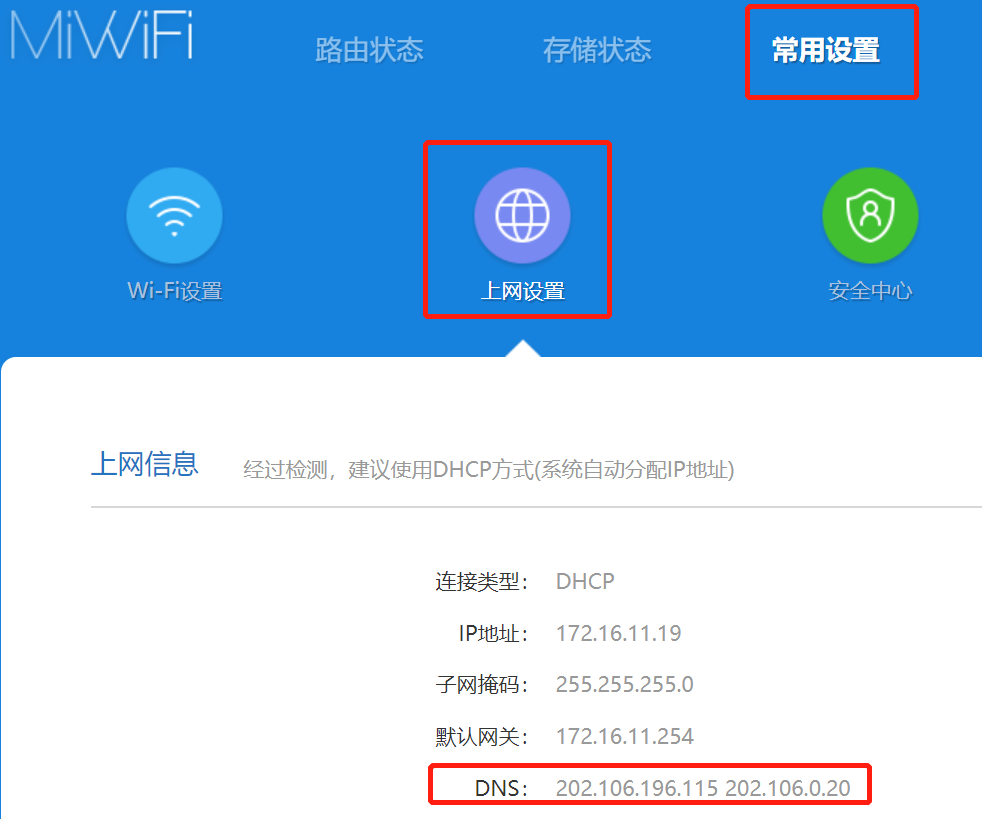 MiWiFi
路由状态 存储状态 常用设置
Wi-Fi设置 上网设置 安全中心
上网信息 经过检测，建议使用DHCP方式(系统自动分配IP地址)
连接类型： DHCP
IP地址： 172.16.11.19
子网掩码： 255.255.255.0
默认网关： 172.16.11.254
DNS： 202.106.196.115 202.106.0.20